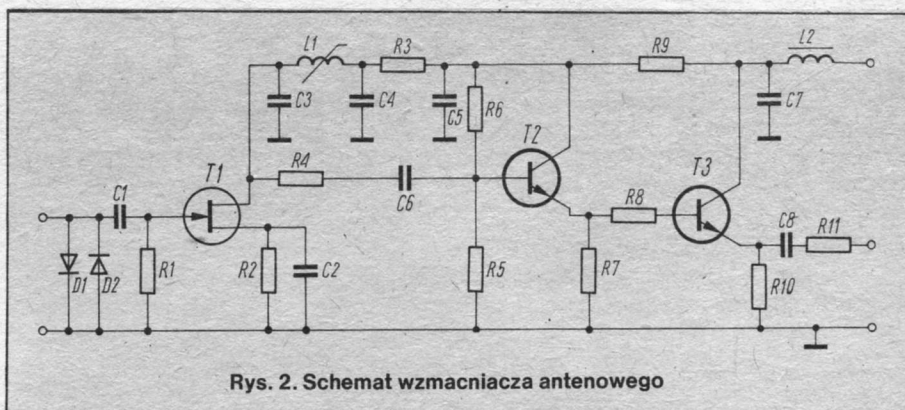 L1
R3
R9
L2
C3
C4
C5
R6
C7
T2
T1
T3
R4
C1
C6
R8
C8
R11
D1
D2
R1
R2
C2
R5
R7
R10
Rys. 2. Schemat wzmacniacza antenowego